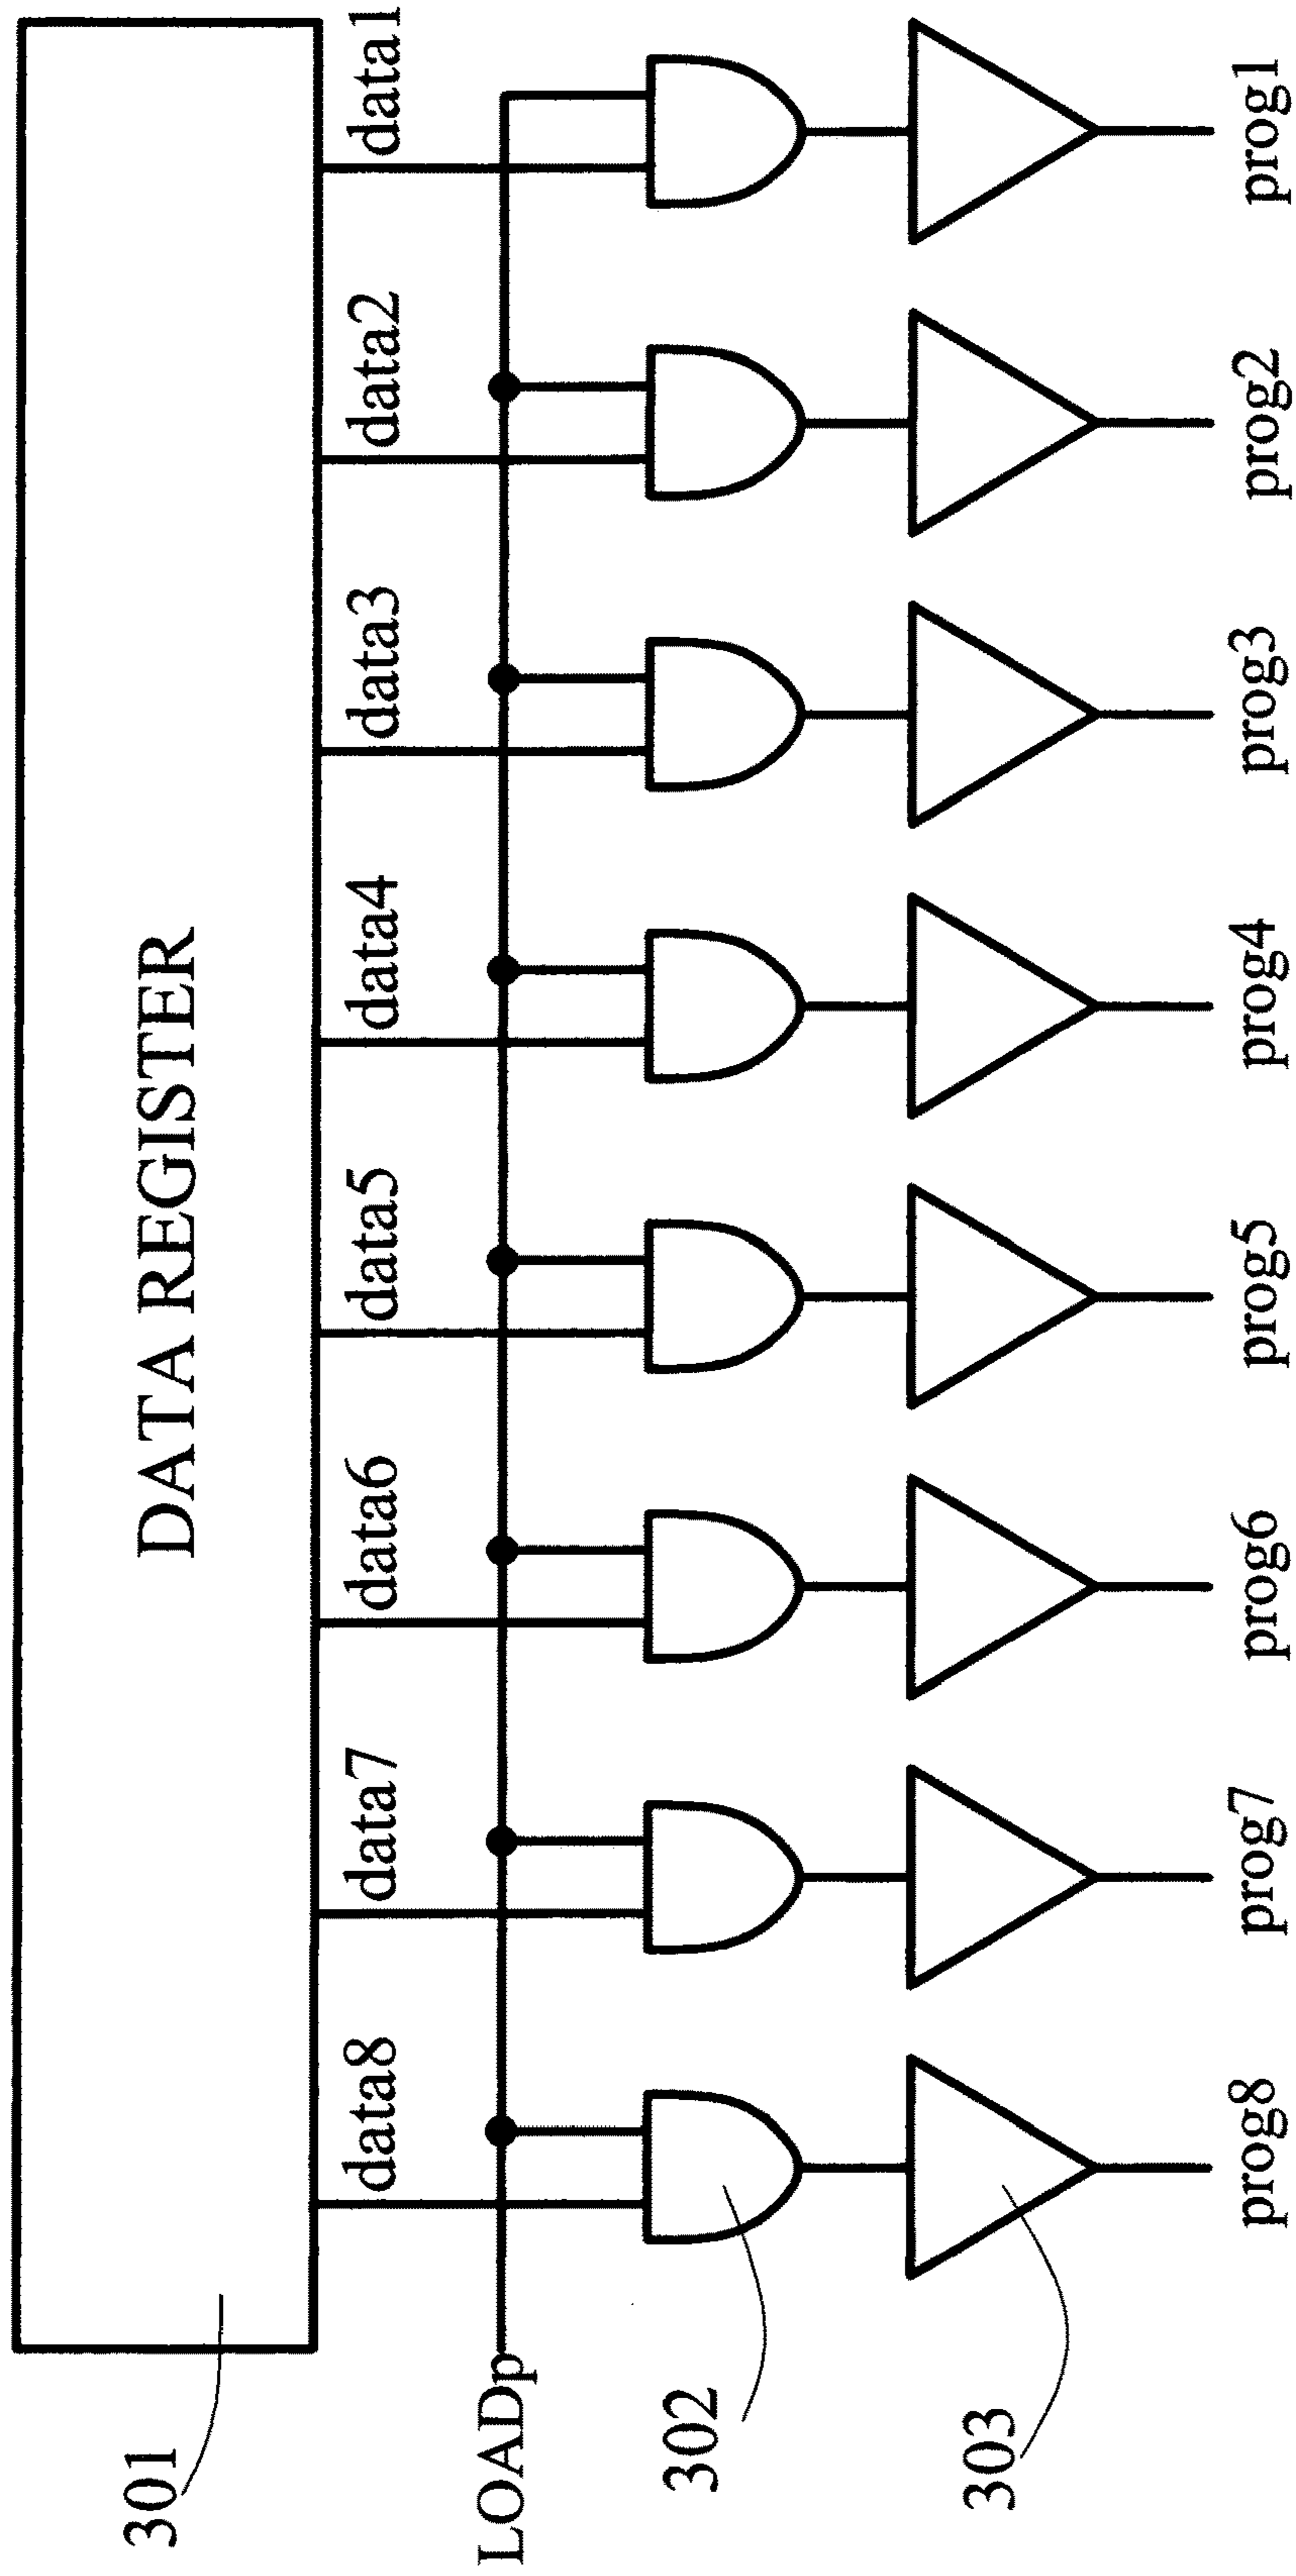 301
DATA REGISTER
data8 data7 data6 data5 data4 data3 data2 data1
LOADp
302
303
prog8 prog7 prog6 prog5 prog4 prog3 prog2 prog1